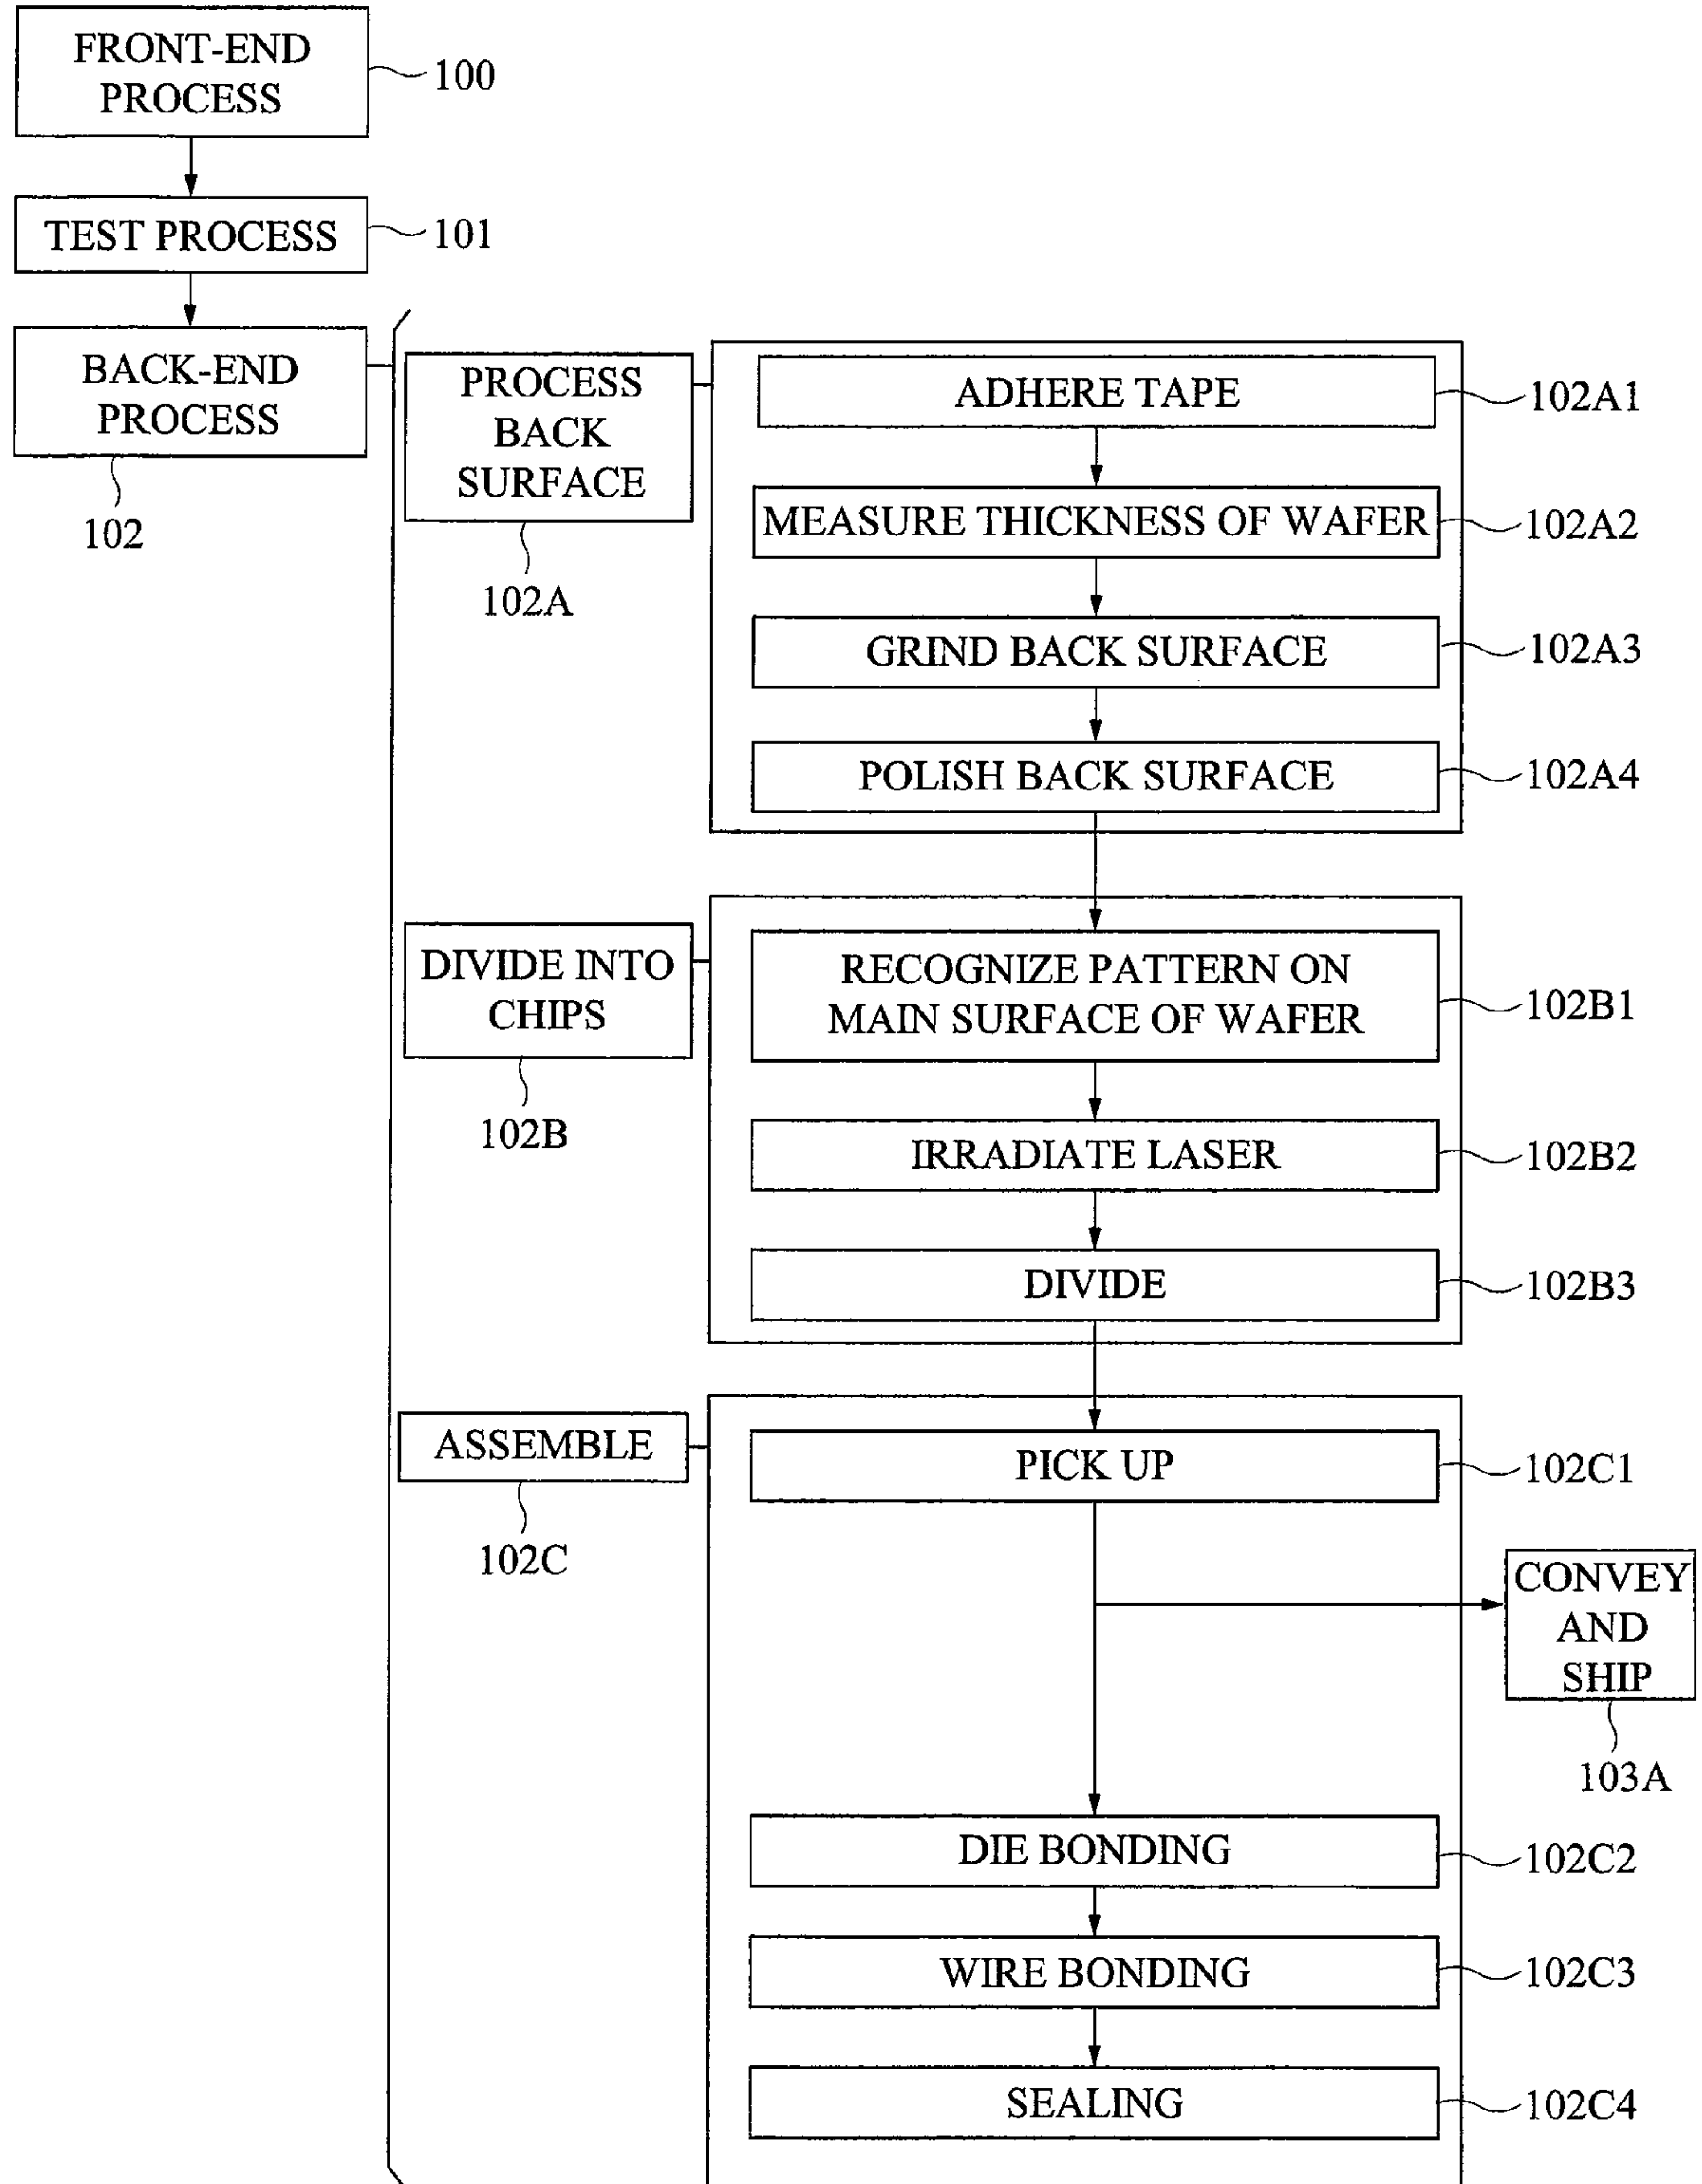 FRONT-END
PROCESS
100
TEST PROCESS
101
BACK-END
PROCESS
102
PROCESS
BACK
SURFACE
102A
ADHERE TAPE
102A1
MEASURE THICKNESS OF WAFER
102A2
GRIND BACK SURFACE
102A3
POLISH BACK SURFACE
102A4
DIVIDE INTO
CHIPS
102B
RECOGNIZE PATTERN ON
MAIN SURFACE OF WAFER
102B1
IRRADIATE LASER
102B2
DIVIDE
102B3
ASSEMBLE
102C
PICK UP
102C1
CONVEY
AND
SHIP
103A
DIE BONDING
102C2
WIRE BONDING
102C3
SEALING
102C4